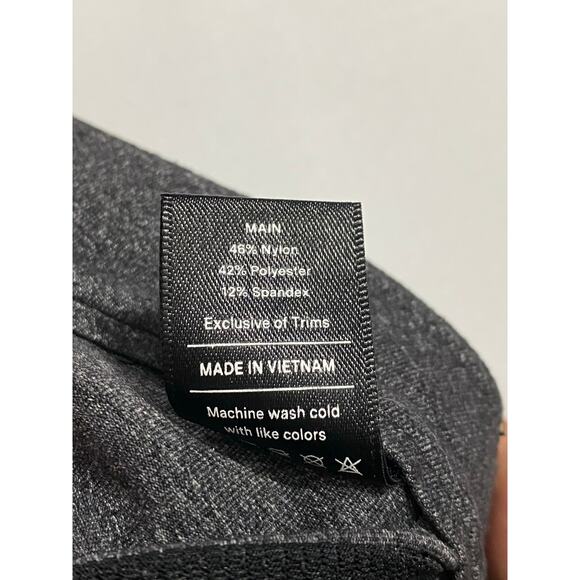 MAIN
46% Nylon
42% Polyester
12% Spandex
Exclusive of Trims
MADE IN VIETNAM
Machine wash cold
with like colors